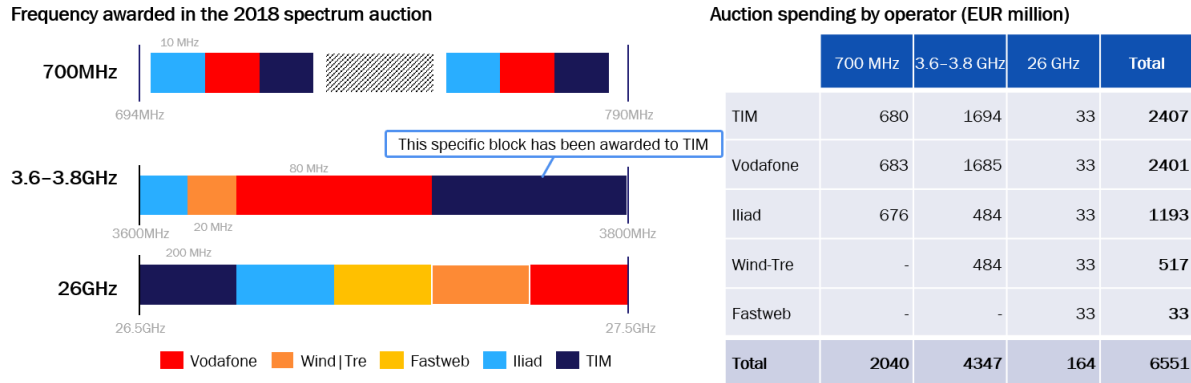 Frequency awarded in the 2018 spectrum auction
10 MHz
700MHz
694MHz
790MHz
This specific block has been awarded to TIM
3.6–3.8GHz
80 MHz
20 MHz
3600MHz
3800MHz
200 MHz
26GHz
26.5GHz
27.5GHz
Vodafone Wind|Tre Fastweb Iliad TIM
Auction spending by operator (EUR million)
700 MHz 3.6–3.8 GHz 26 GHz Total
TIM 680 1694 33 2407
Vodafone 683 1685 33 2401
Iliad 676 484 33 1193
Wind-Tre - 484 33 517
Fastweb - - 33 33
Total 2040 4347 164 6551